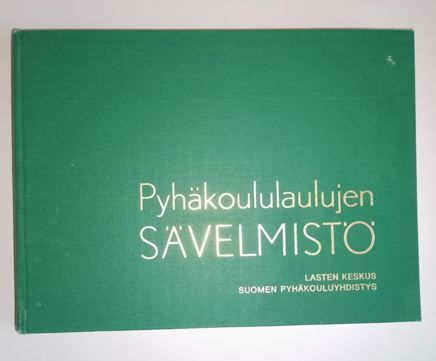 Pyhäkoululaulujen
SÄVELMISTÖ
LASTEN KESKUS
SUOMEN PYHÄKOULUYHDISTYS